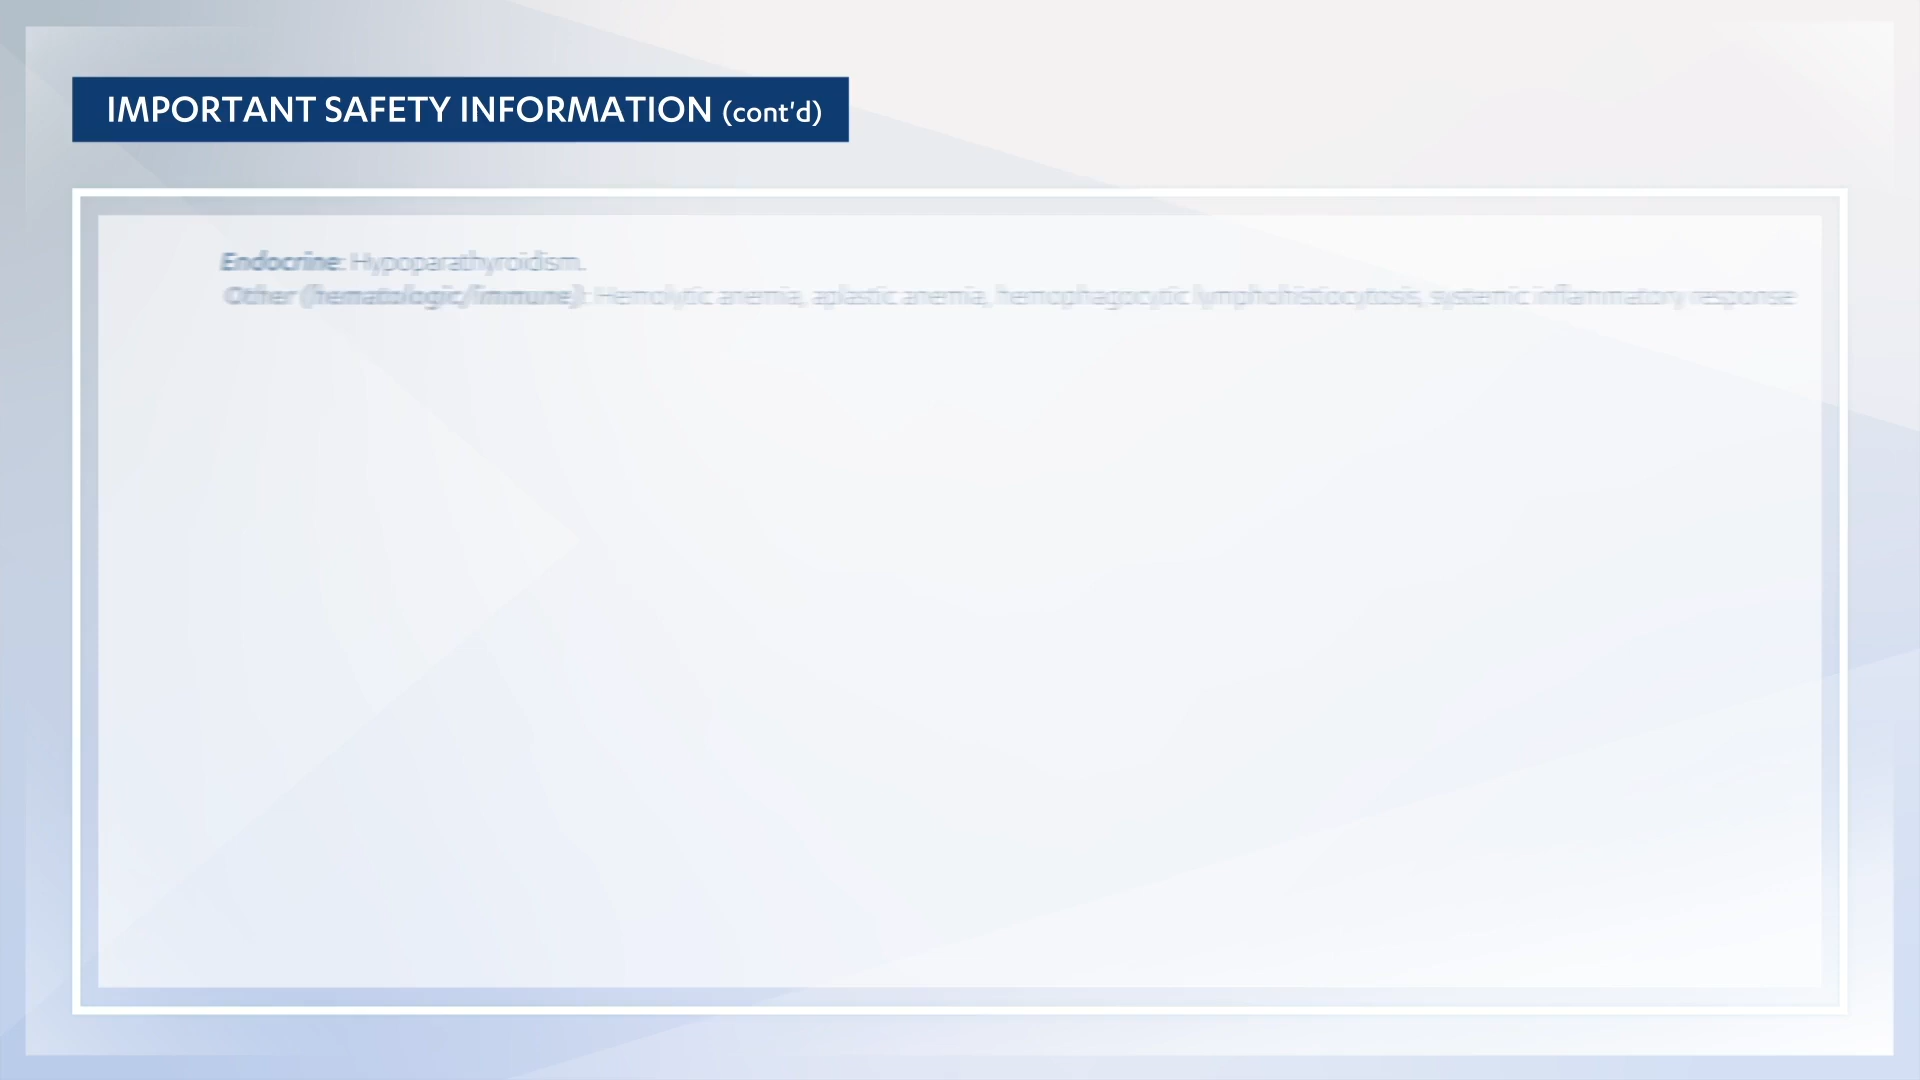 IMPORTANT SAFETY INFORMATION (cont'd)
Endocrine: Hypoparathyroidism.
Other (hematologic/immune): Hemolytic anemia, aplastic anemia, hemophagocytic lymphohistiocytosis, systemic inflammatory response